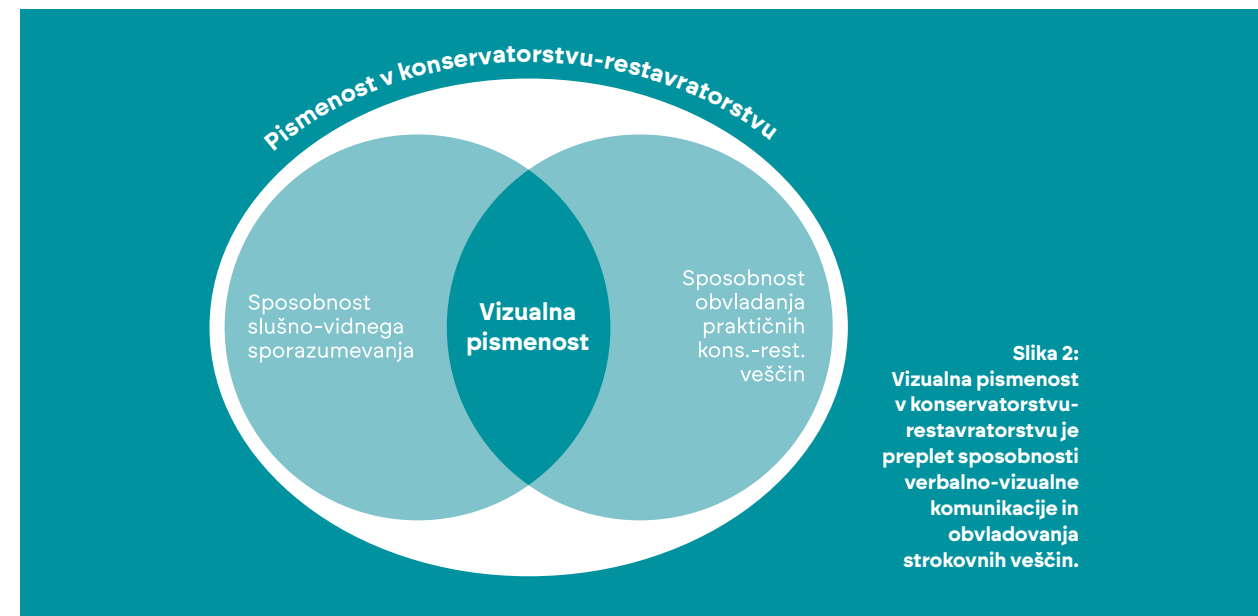 Pismenost v konservatorstvu-restavratorstvu
Sposobnost
slušno-vidnega
sporazumevanja
Vizualna
pismenost
Sposobnost
obvladanja
praktičnih
kons.-rest.
veščin
Slika 2:
Vizualna pismenost
v konservatorstvu-
restavratorstvu je
preplet sposobnosti
verbalno-vizualne
komunikacije in
obvladovanja
strokovnih veščin.